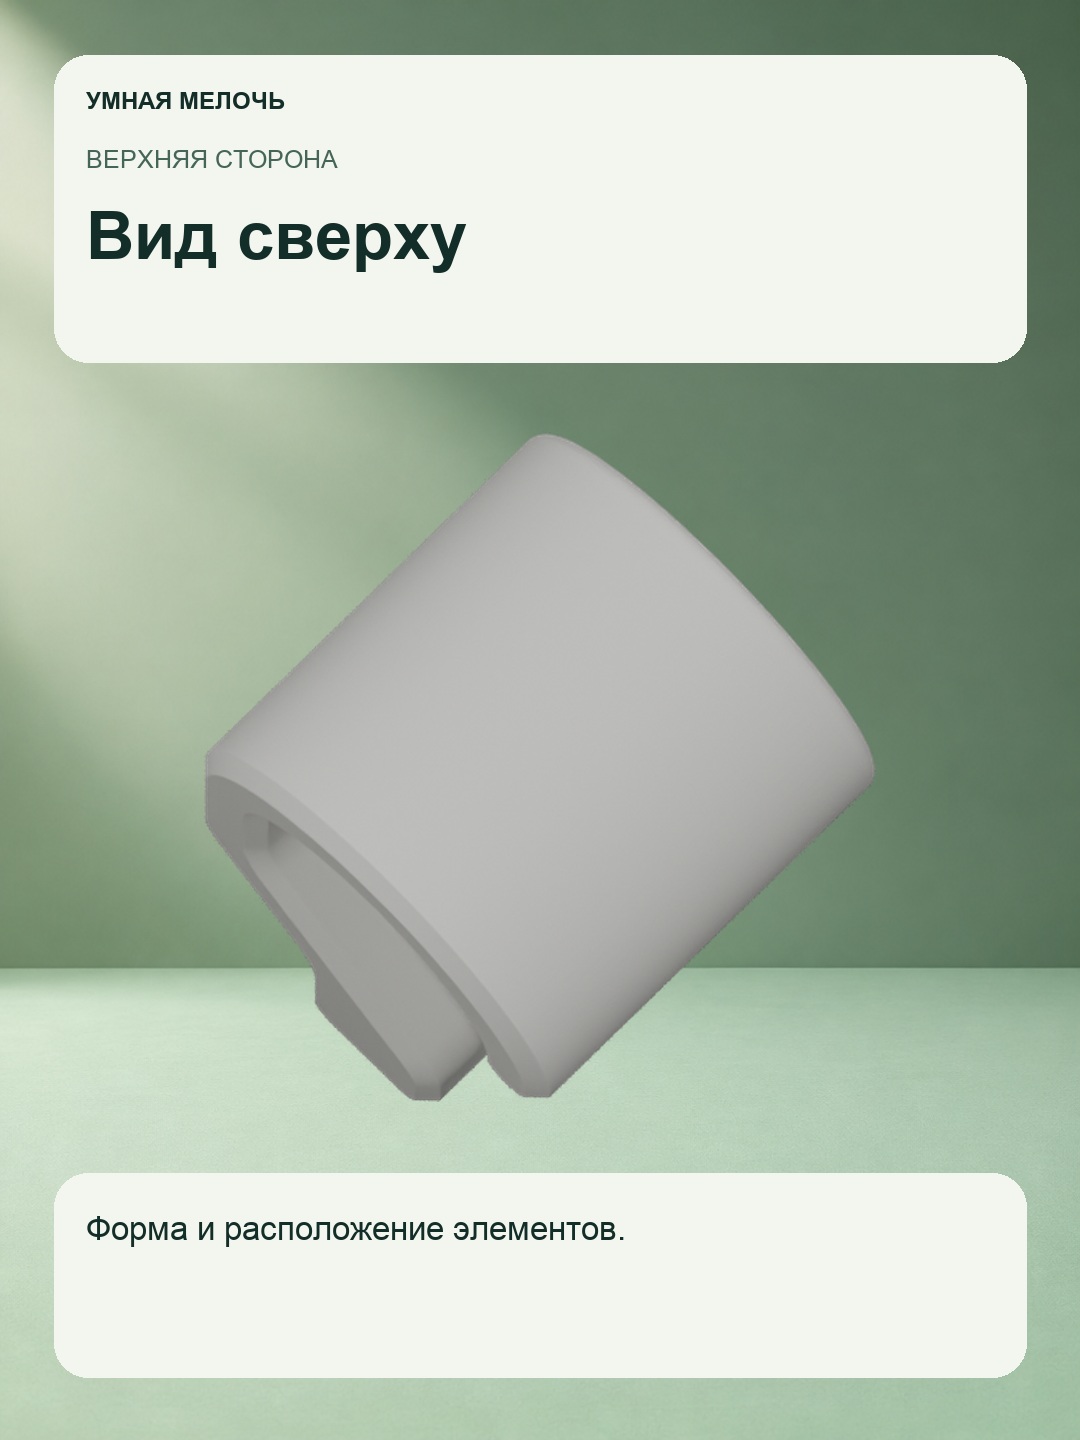 УМНАЯ МЕЛОЧЬ
ВЕРХНЯЯ СТОРОНА
Вид сверху
Форма и расположение элементов.